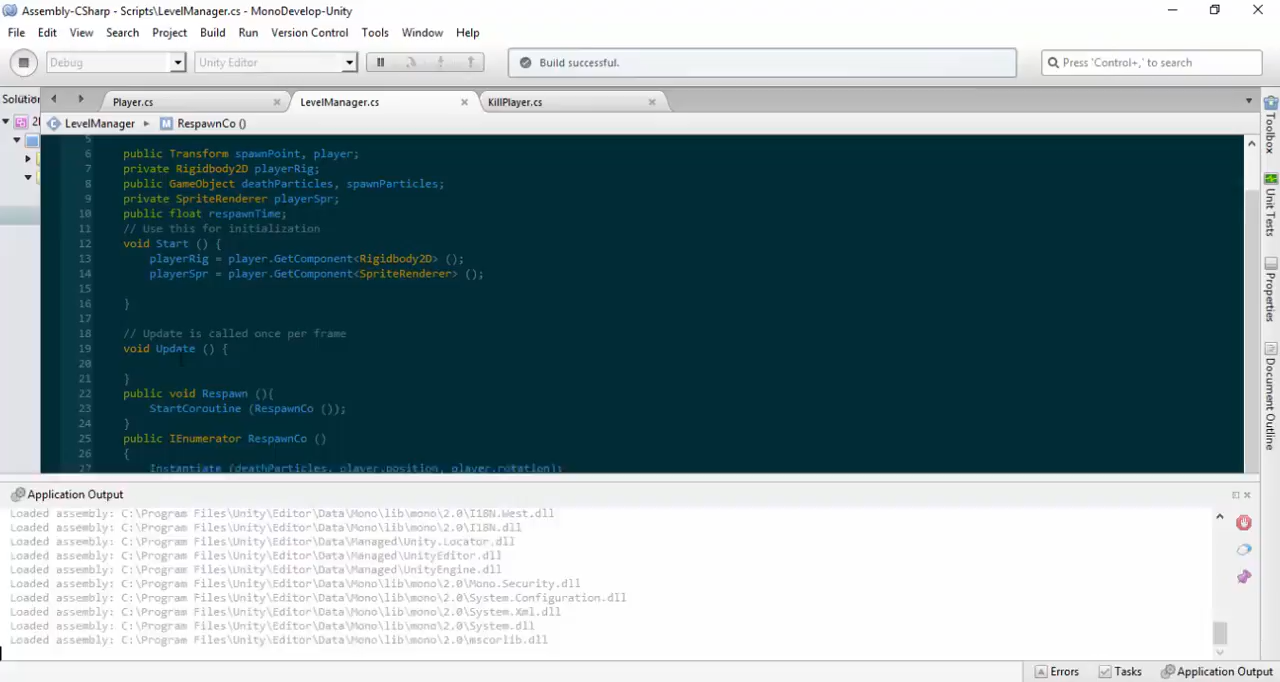 Assembly-CSharp - Scripts\LevelManager.cs - MonoDevelop-Unity
File Edit View Search Project Build Run Version Control Tools Window Help
Debug Unity Editor Build successful. Press 'Control+,' to search
Solution Player.cs LevelManager.cs KillPlayer.cs
LevelManager RespawnCo ()
5
6 public Transform spawnPoint, player;
7 private Rigidbody2D playerRig;
8 public GameObject deathParticles, spawnParticles;
9 private SpriteRenderer playerSpr;
10 public float respawnTime;
11 // Use this for initialization
12 void Start () {
13 playerRig = player.GetComponent<Rigidbody2D> ();
14 playerSpr = player.GetComponent<SpriteRenderer> ();
15
16 }
17
18 // Update is called once per frame
19 void Update () {
20
21 }
22 public void Respawn (){
23 StartCoroutine (RespawnCo ());
24 }
25 public IEnumerator RespawnCo ()
26 {
27 Instantiate (deathParticles, player.position, player.rotation);
Toolbox
Unit Tests
Properties
Document Outline
Application Output
Loaded assembly: C:\Program Files\Unity\Editor\Data\Mono\lib\mono\2.0\I18N.West.dll
Loaded assembly: C:\Program Files\Unity\Editor\Data\Mono\lib\mono\2.0\I18N.dll
Loaded assembly: C:\Program Files\Unity\Editor\Data\Managed\Unity.Locator.dll
Loaded assembly: C:\Program Files\Unity\Editor\Data\Managed\UnityEditor.dll
Loaded assembly: C:\Program Files\Unity\Editor\Data\Managed\UnityEngine.dll
Loaded assembly: C:\Program Files\Unity\Editor\Data\Mono\lib\mono\2.0\Mono.Security.dll
Loaded assembly: C:\Program Files\Unity\Editor\Data\Mono\lib\mono\2.0\System.Configuration.dll
Loaded assembly: C:\Program Files\Unity\Editor\Data\Mono\lib\mono\2.0\System.Xml.dll
Loaded assembly: C:\Program Files\Unity\Editor\Data\Mono\lib\mono\2.0\System.dll
Loaded assembly: C:\Program Files\Unity\Editor\Data\Mono\lib\mono\2.0\mscorlib.dll
Errors Tasks Application Output